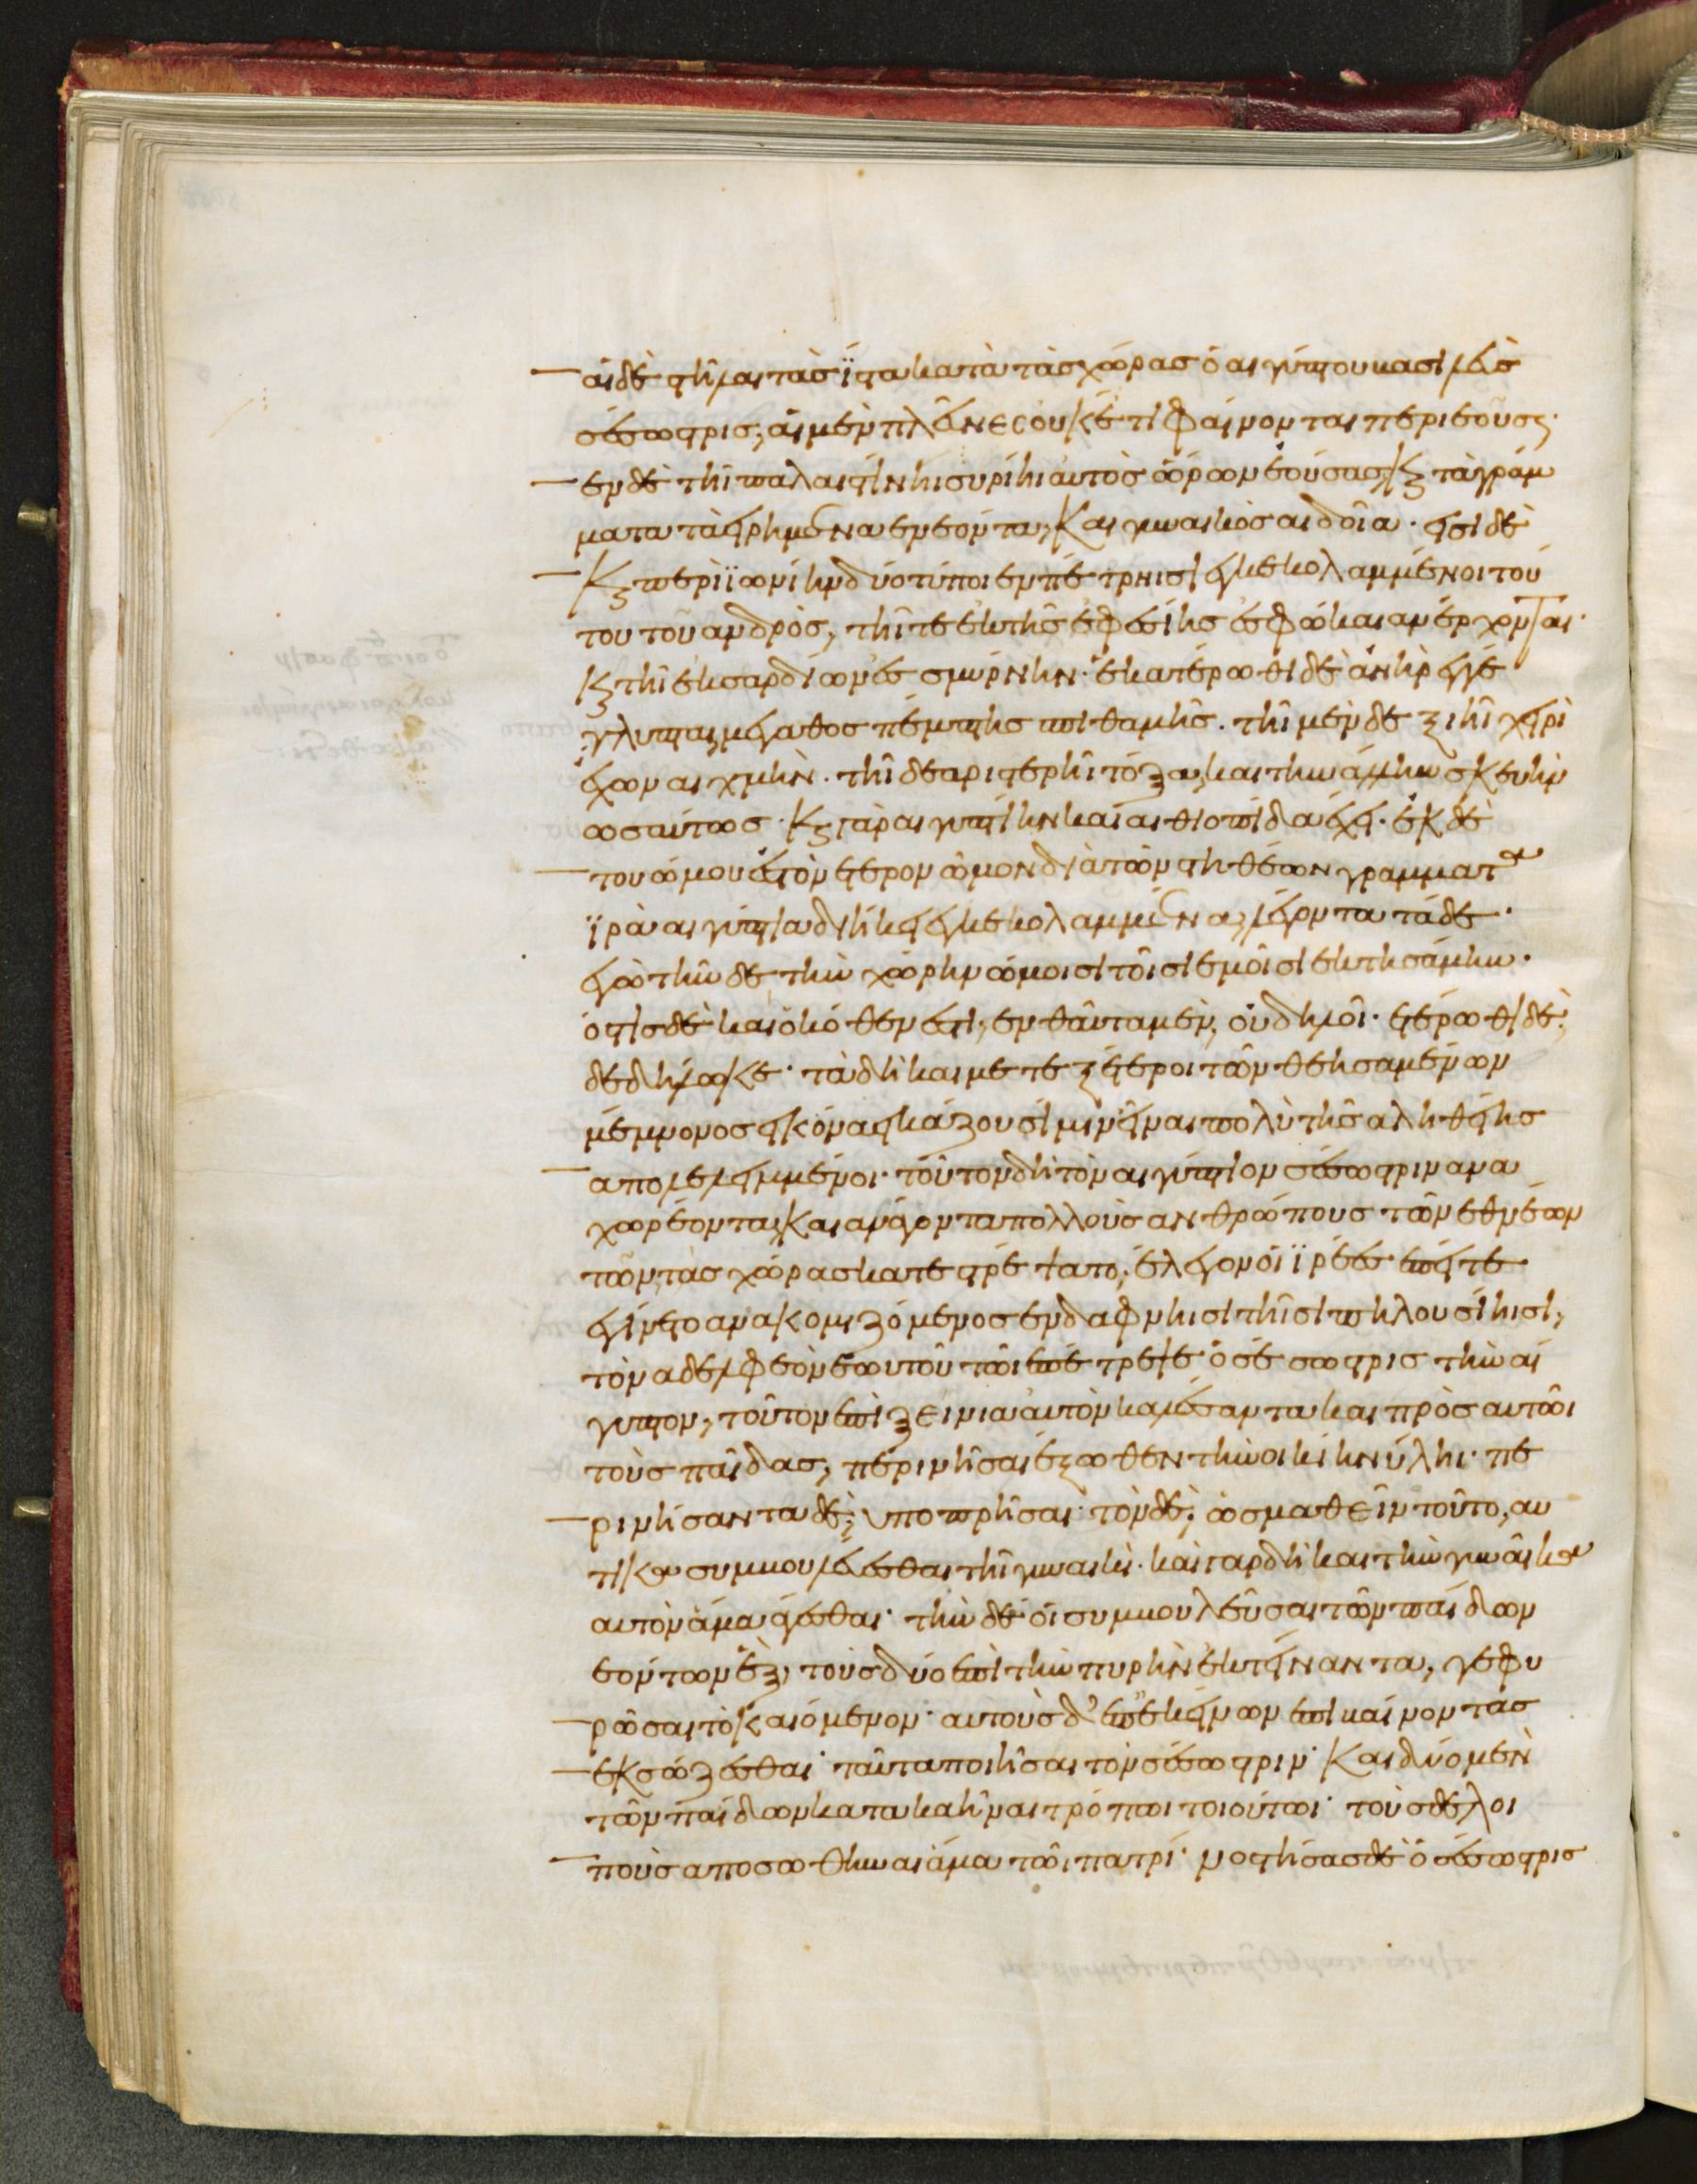 αἱ δὲ στῆλαι τὰς ἵστα κατὰ τὰς χώρας ὁ αἰγύπτου βασιλεὺς
σέσωστρις, αἱ μὲν πλεῦνες οὐκέτι φαίνονται περιεοῦσαι·
ἐν δὲ τῆι παλαιστίνηι συρίηι αὐτὸς ὥρων ἐούσας, καὶ τὰ γράμ
ματα τὰ εἰρημένα ἐνεόντα, καὶ γυναικὸς αἰδοῖα. εἰσὶ δὲ
καὶ περὶ ἰωνίην δύο τύποι ἐν πέτρηισι ἐγκεκολαμμένοι τού
του τοῦ ἀνδρός, τῆι τε ἐκ τῆς ἐφεσίης ἐς φώκαιαν ἔρχονται·
καὶ τῆι ἐκ σαρδίων ἐς σμύρνην· ἑκατέρωθι δὲ ἀνὴρ ἐγγέ
γλυπται μέγαθος πέμπτης σπιθαμῆς. τῆι μὲν δεξιῆι χειρὶ
ἔχων αἰχμήν. τῆι δὲ ἀριστερῆι τόξα, καὶ τὴν ἄλλην σκευὴν
ὡσαύτως. καὶ γὰρ αἰγυπτίην καὶ αἰθιοπίδα ἔχει. ἐκ δὲ
τοῦ ὤμου ἐς τὸν ἕτερον ὦμον διὰ τῶν στηθέων γράμματα
ἱρὰ αἰγύπτια διήκει ἐγκεκολαμμένα, λέγοντα τάδε·
ἐγὼ τήνδε τὴν χώρην ὤμοισι τοῖσι ἐμοῖσι ἐκτησάμην.
ὅστις δὲ καὶ ὁκόθεν ἐστι, ἐνθαῦτα μὲν, οὐ δηλοῖ. ἑτέρωθι δὲ,
δεδήλωκε. τὰ δὴ καὶ μετεξέτεροι τῶν θεησαμένων
μέμνονος εἰκόνα εἰκάζουσί μιν εἶναι πολὺ τῆς ἀληθείης
ἀπολελειμμένοι. τοῦτον δὴ τὸν αἰγύπτιον σέσωστριν ἀνα
χωρέοντα, καὶ ἀνάγοντα πολλοὺς ἀνθρώπους τῶν ἐθνέων
τῶν τὰς χώρας κατεστρέψατο, ἔλεγον οἱ ἱρέες ἐπείτε
ἐγίνετο ἀνακομιζόμενος ἐν δάφνηισι τῆισι πηλουσίηισι,
τὸν ἀδελφεὸν ἑωυτοῦ τῶι ἐπέτρεψε ὁ σέσωστρις τὴν αἴ
γυπτον, τοῦτον ἐπὶ ξείνια αὐτὸν καλέσαντα καὶ πρὸς αὐτῶι
τοὺς παῖδας, περινῆσαι ἔξωθεν τὴν οἰκίην ὕλην. πε
ρινήσαντα δὲ, ὑποπρῆσαι. τὸν δὲ, ὡς μαθεῖν τοῦτο, αὐ
τίκα συμβουλεύεσθαι τῆι γυναικί. καὶ γὰρ δὴ καὶ τὴν γυναῖκα
αὐτὸν ἅμα ἄγεσθαι. τὴν δέ οἱ συμβουλεῦσαι τῶν παίδων
ἐόντων ἓξ, τοὺς δύο ἐπὶ τὴν πυρὴν ἐκτείναντα, γεφυ
ρῶσαι τὸ καιόμενον. αὐτοὺς δ' ἐπ' ἐκείνων ἐπιβαίνοντας
ἐκσώζεσθαι. ταῦτα ποιῆσαι τὸν σέσωστριν. καὶ δύο μὲν
τῶν παίδων κατακαῆναι τρόπωι τοιούτωι. τοὺς δὲ λοι
ποὺς ἀποσωθῆναι ἅμα τῶι πατρί. νοστήσας δὲ ὁ σέσωστρις